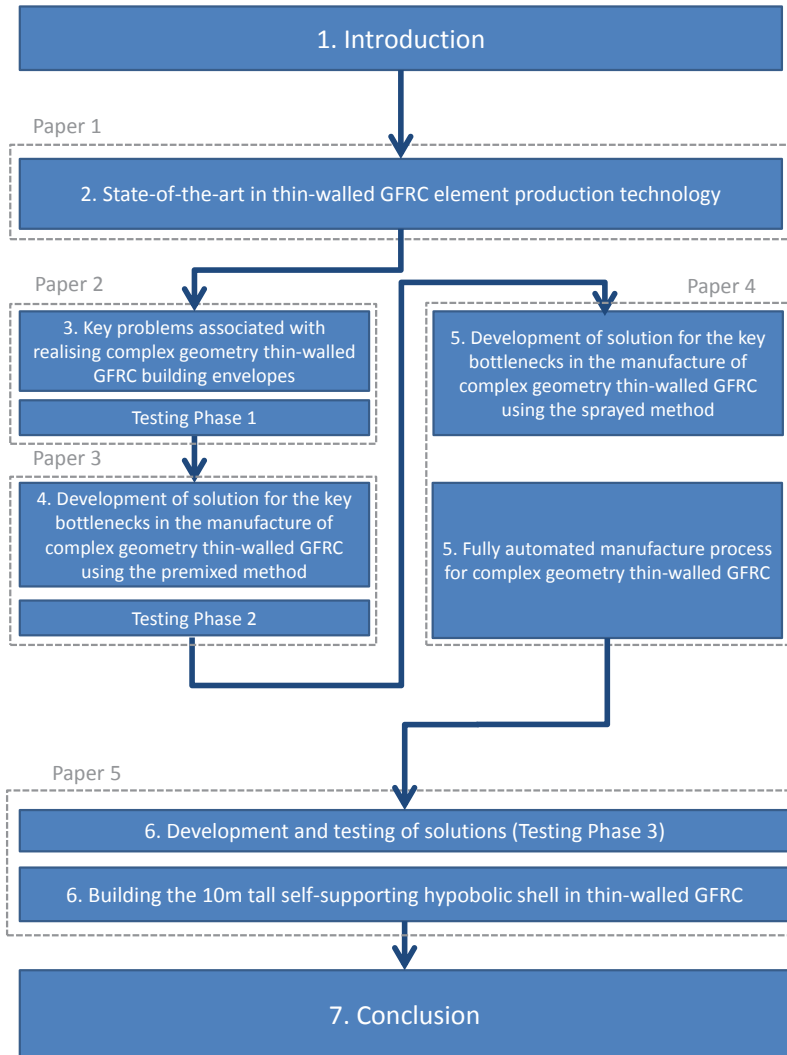 1. Introduction
Paper 1
2. State-of-the-art in thin-walled GFRC element production technology
Paper 2
3. Key problems associated with
realising complex geometry thin-walled
GFRC building envelopes
Testing Phase 1
Paper 3
4. Development of solution for the key
bottlenecks in the manufacture of
complex geometry thin-walled GFRC
using the premixed method
Testing Phase 2
Paper 4
5. Development of solution for the key
bottlenecks in the manufacture of
complex geometry thin-walled GFRC
using the sprayed method
5. Fully automated manufacture process
for complex geometry thin-walled GFRC
Paper 5
6. Development and testing of solutions (Testing Phase 3)
6. Building the 10m tall self-supporting hypobolic shell in thin-walled GFRC
7. Conclusion